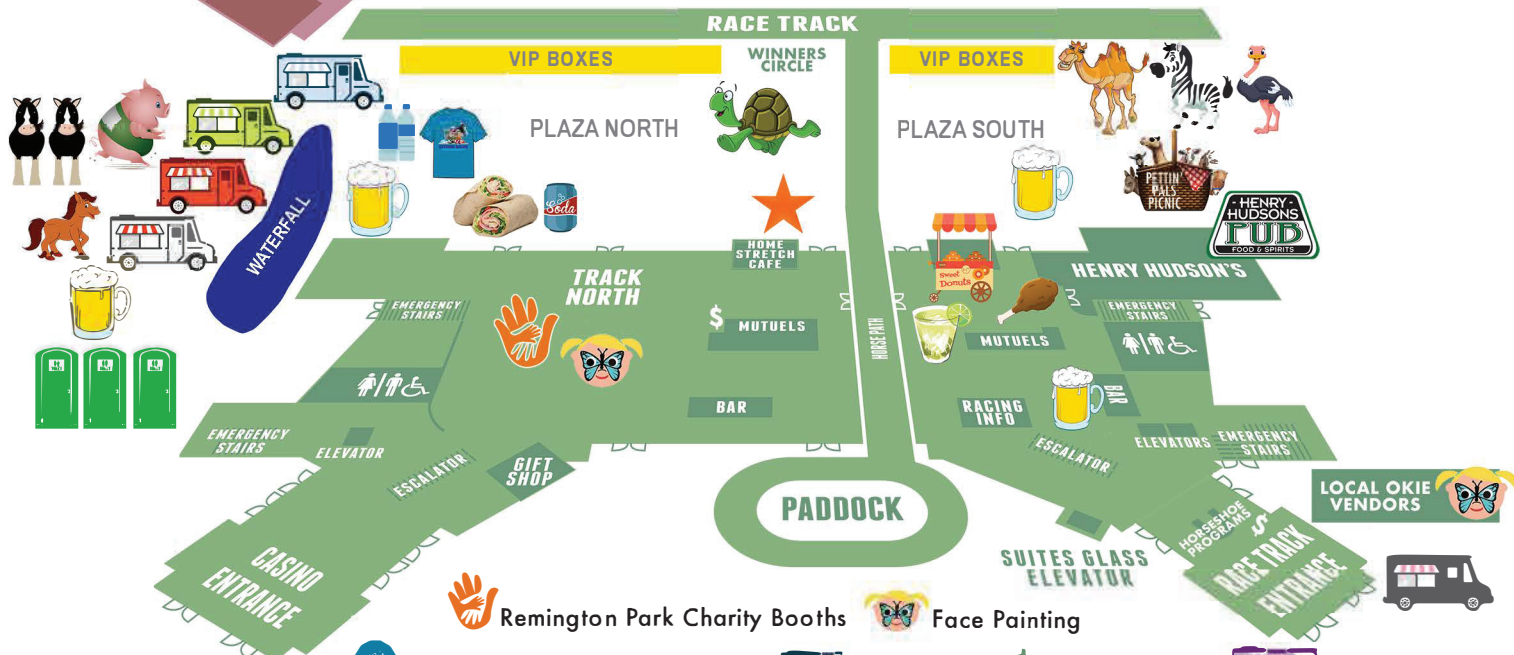 RACE TRACK
VIP BOXES
WINNERS
CIRCLE
VIP BOXES
PLAZA NORTH
PLAZA SOUTH
WATERFALL
Soda
PETTIN'
PALS
PICNIC
- HENRY -
HUDSONS
PUB
FOOD & SPIRITS
HOME
STRETCH
CAFE
TRACK
NORTH
Sweet
Donuts
HENRY HUDSON'S
EMERGENCY
STAIRS
$
MUTUELS
HORSE PATH
MUTUELS
EMERGENCY
STAIRS
BAR
RACING
INFO
BAR
EMERGENCY
STAIRS
ELEVATOR
ESCALATOR
GIFT
SHOP
ESCALATOR
ELEVATORS
EMERGENCY
STAIRS
PADDOCK
LOCAL OKIE
VENDORS
HORSESHOE
PROGRAMS
$
SUITES GLASS
ELEVATOR
RACE TRACK
ENTRANCE
CASINO
ENTRANCE
Remington Park Charity Booths
Face Painting